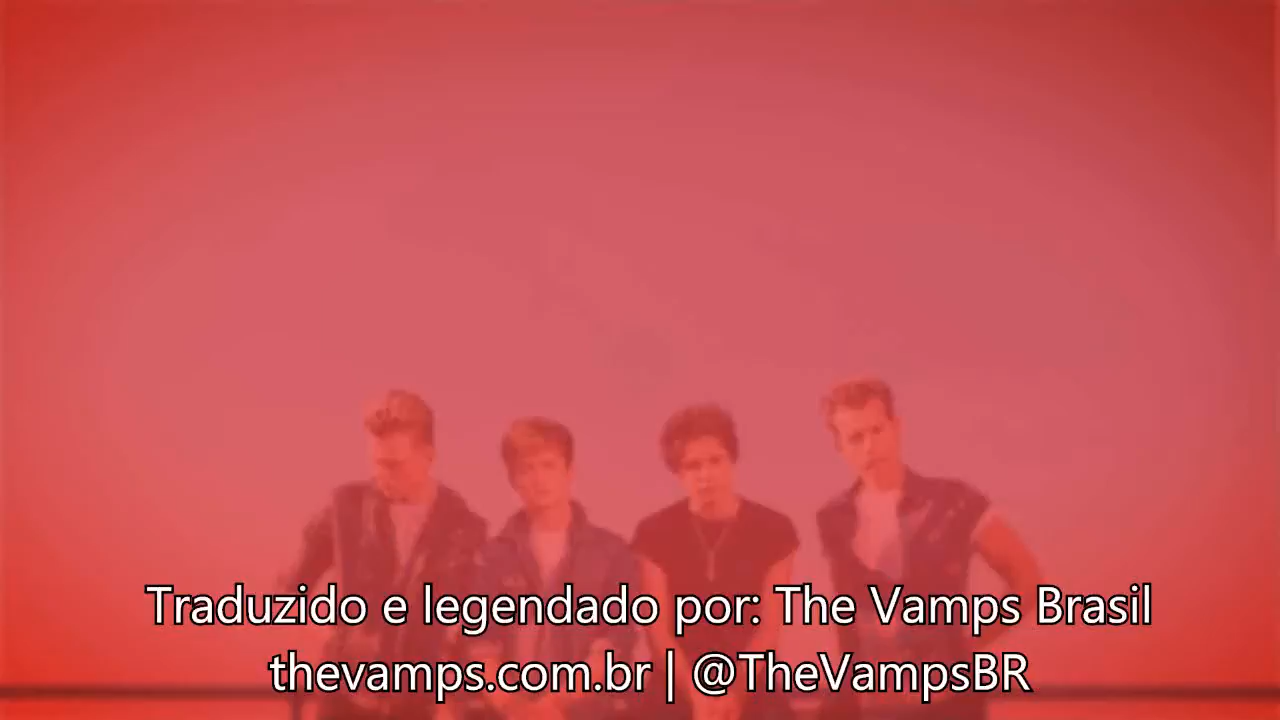 Traduzido e legendado por: The Vamps Brasil
thevamps.com.br | @TheVampsBR